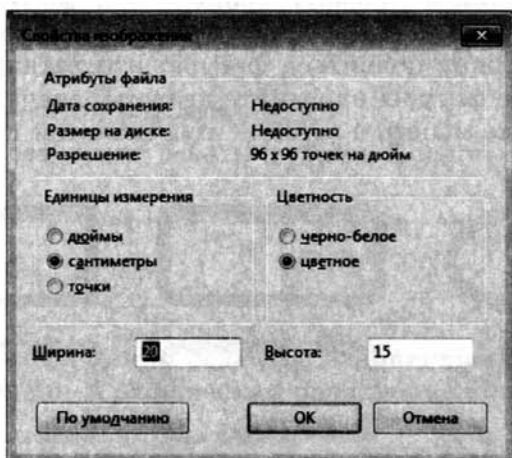 Свойства изображения
Атрибуты файла
Дата сохранения: Недоступно
Размер на диске: Недоступно
Разрешение: 96 x 96 точек на дюйм
Единицы измерения Цветность
дюймы черно-белое
сантиметры цветное
точки
Ширина: 20 Высота: 15
По умолчанию OK Отмена